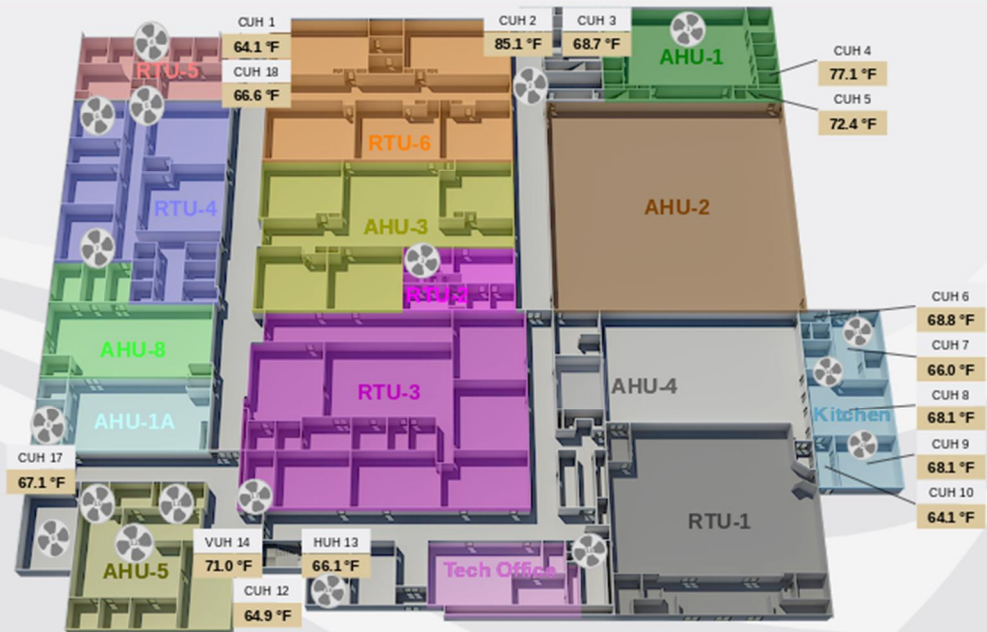 CUH 1
64.1 °F
CUH 2
85.1 °F
CUH 3
68.7 °F
AHU-1
CUH 4
77.1 °F
RTU-5
CUH 18
66.6 °F
CUH 5
72.4 °F
RTU-6
RTU-4
AHU-3
AHU-2
RTU-2
CUH 6
68.8 °F
AHU-8
CUH 7
66.0 °F
RTU-3
AHU-4
CUH 8
68.1 °F
AHU-1A
Kitchen
CUH 9
68.1 °F
CUH 17
67.1 °F
CUH 10
64.1 °F
RTU-1
VUH 14
71.0 °F
HUH 13
66.1 °F
AHU-5
Tech Office
CUH 12
64.9 °F